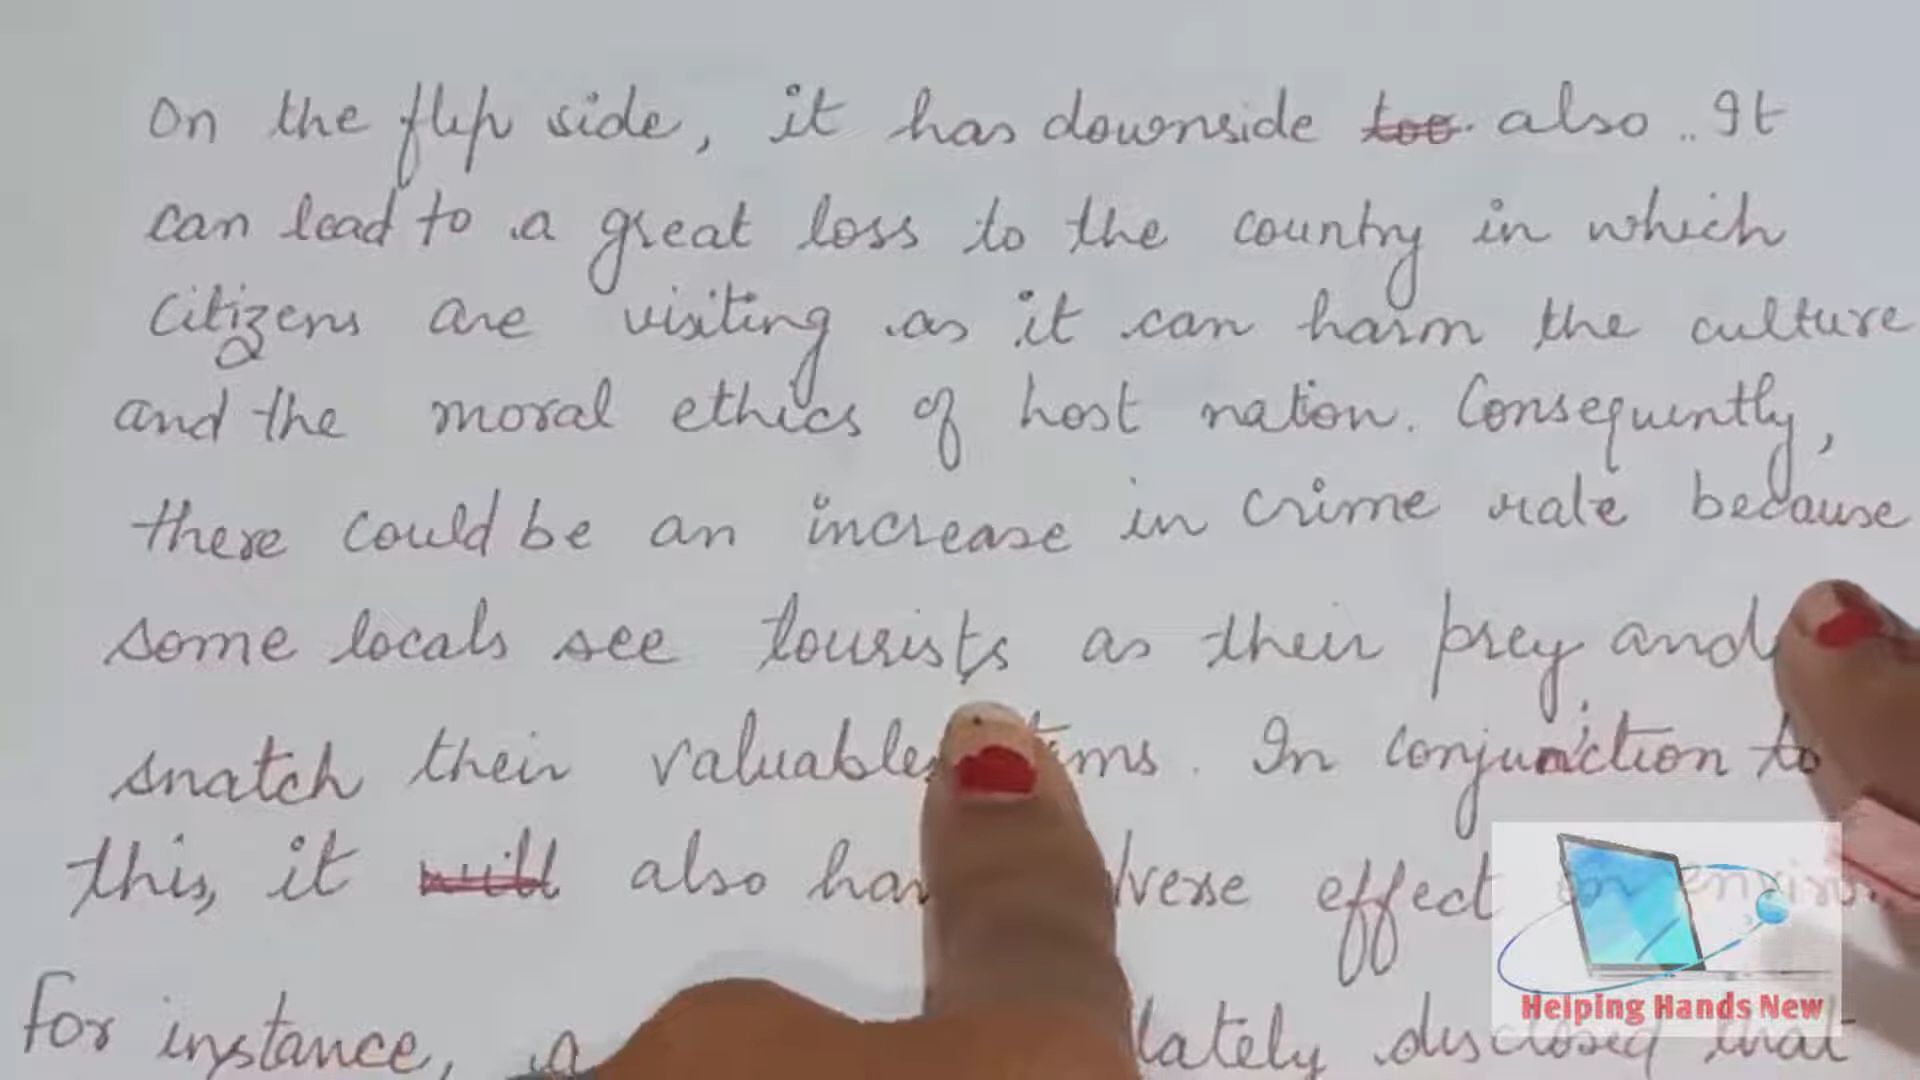 On the flip side, it has downside too also. It
can lead to a great loss to the country in which
citizens are visiting as it can harm the culture
and the moral ethics of host nation. Consequently,
there could be an increase in crime rate because
some locals see tourists as their prey and
snatch their valuable In conjunction to
this, it will also effect on
for instance, a lately disclosed that
Helping Hands New